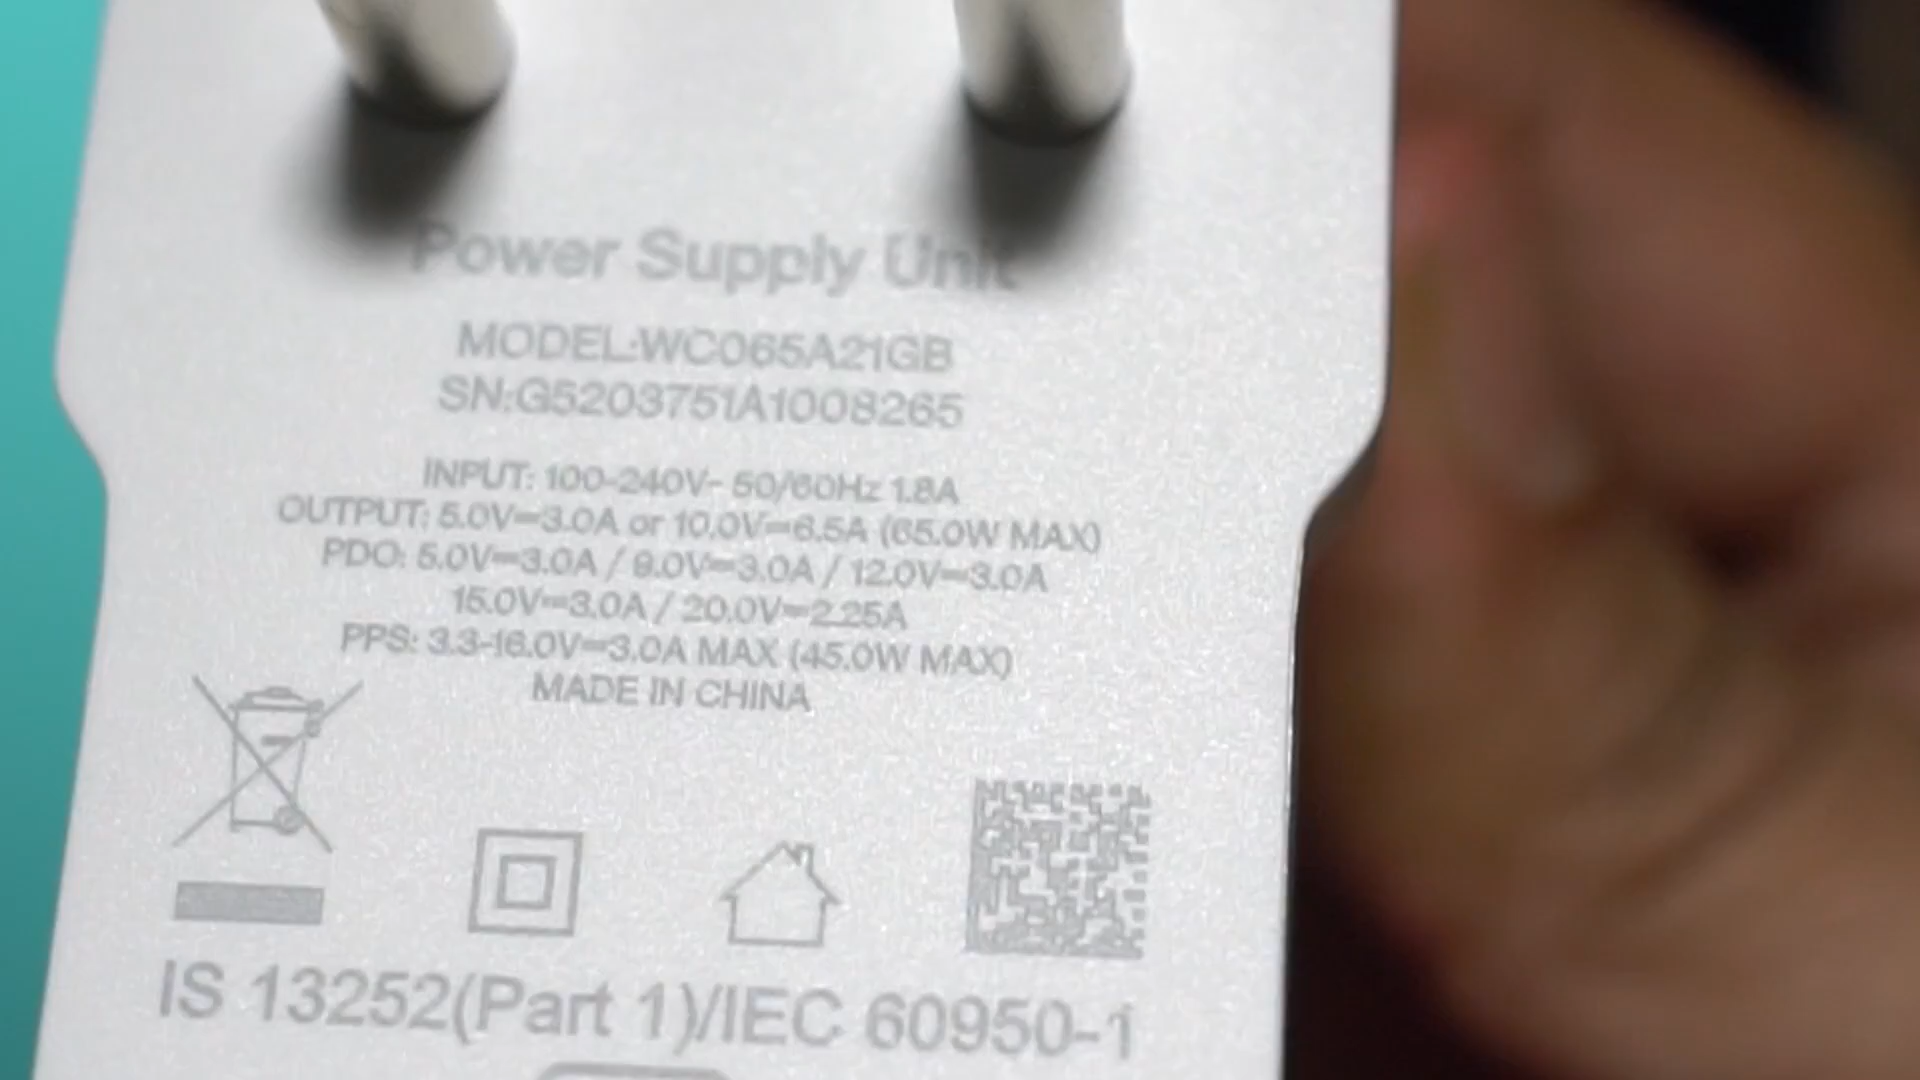 Power Supply Unit
MODEL:WC065A21GB
SN:G5203751A1008265
INPUT: 100-240V~ 50/60Hz 1.8A
OUTPUT: 5.0V⎓3.0A or 10.0V⎓6.5A (65.0W MAX)
PDO: 5.0V⎓3.0A / 9.0V⎓3.0A / 12.0V⎓3.0A
15.0V⎓3.0A / 20.0V⎓2.25A
PPS: 3.3-16.0V⎓3.0A MAX (45.0W MAX)
MADE IN CHINA
IS 13252(Part 1)/IEC 60950-1